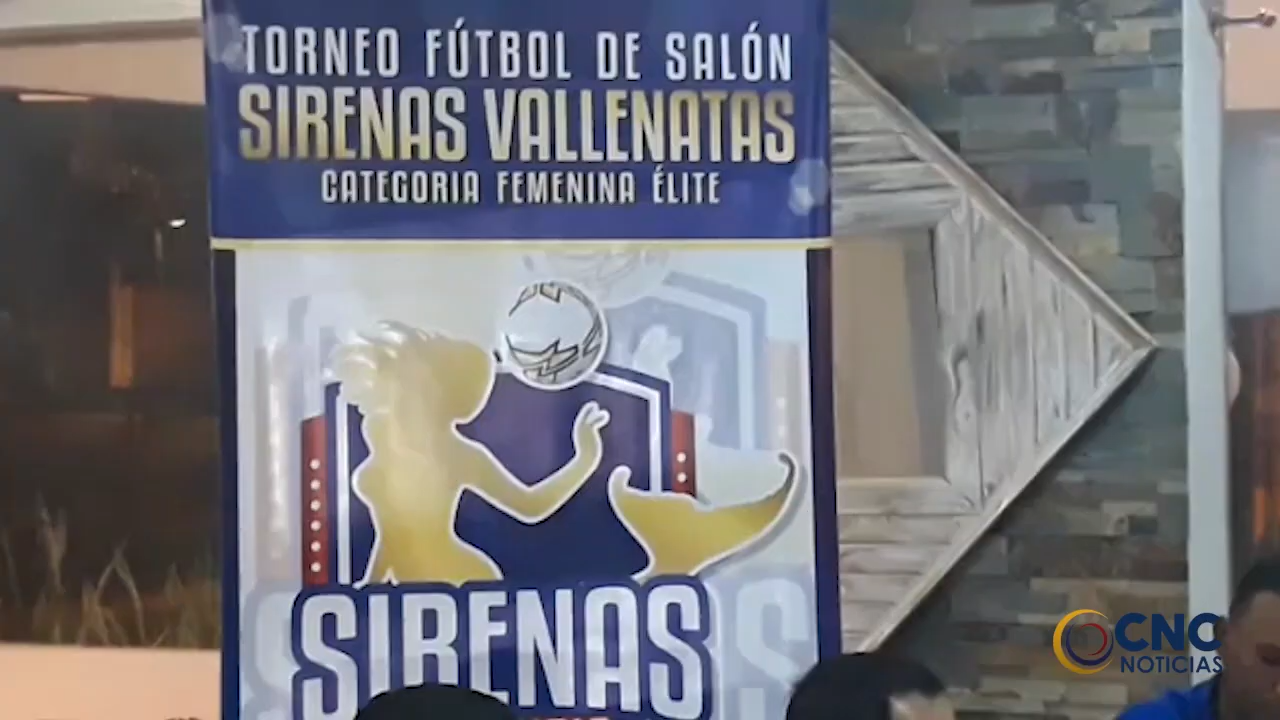 TORNEO FÚTBOL DE SALÓN
SIRENAS VALLENATAS
CATEGORIA FEMENINA ÉLITE
SIRENAS
CNC
NOTICIAS